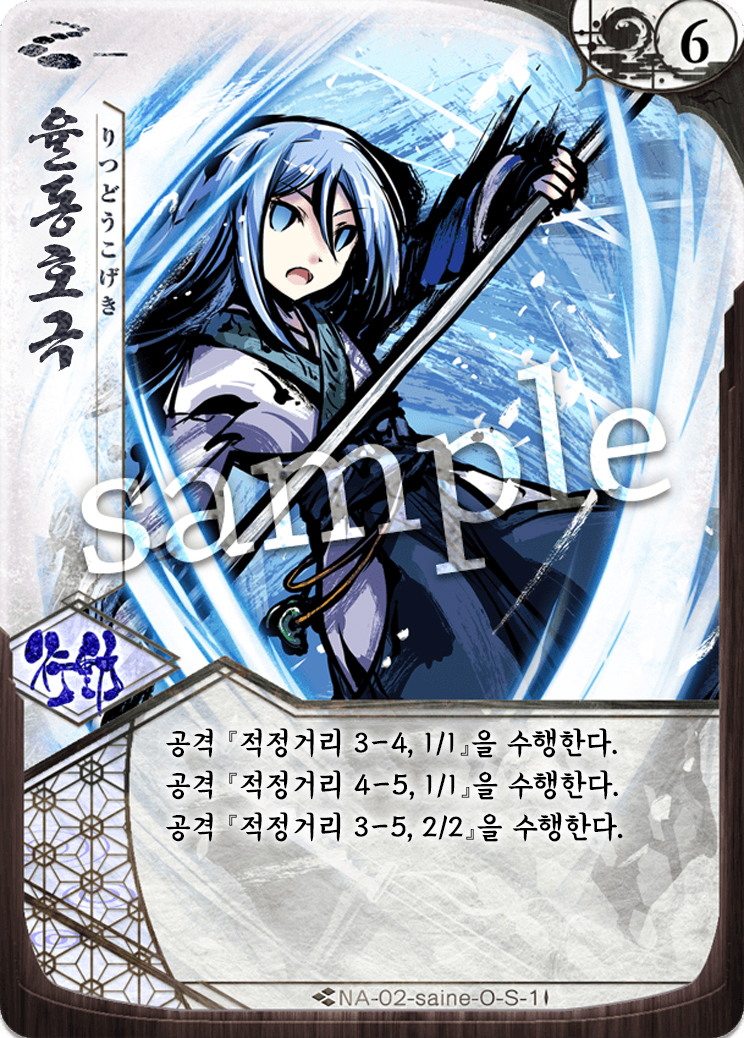 6
율동호극
りつどうこげき
sample
行動
공격 『적정거리 3-4, 1/1』을 수행한다.
공격 『적정거리 4-5, 1/1』을 수행한다.
공격 『적정거리 3-5, 2/2』을 수행한다.
NA-02-saine-O-S-1